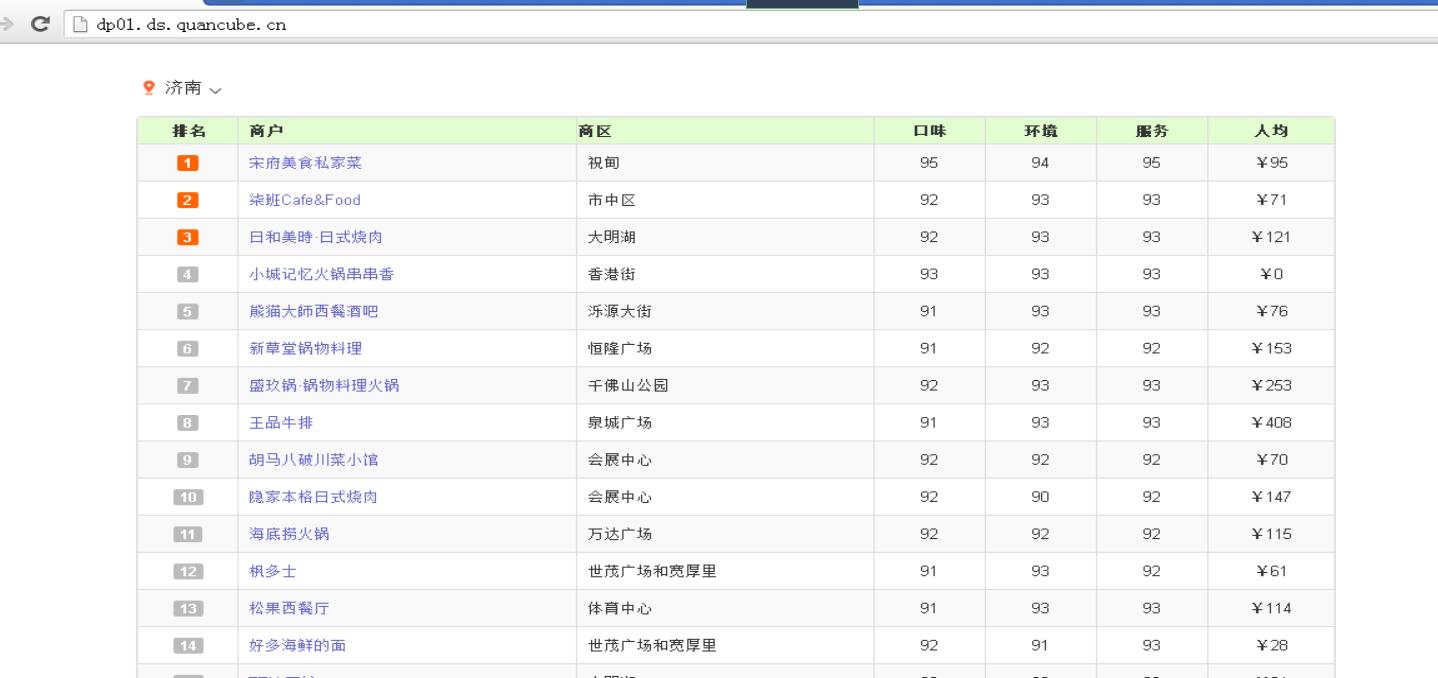 dp01.ds.quancube.cn
济南
排名 商户 商区 口味 环境 服务 人均
1 宋府美食私家菜 祝甸 95 94 95 ¥95
2 柒班Cafe&Food 市中区 92 93 93 ¥71
3 日和美時·日式烧肉 大明湖 92 93 93 ¥121
4 小城记忆火锅串串香 香港街 93 93 93 ¥0
5 熊猫大師西餐酒吧 泺源大街 91 93 93 ¥76
6 新草堂锅物料理 恒隆广场 91 92 92 ¥153
7 盛玖锅·锅物料理火锅 千佛山公园 92 93 93 ¥253
8 王品牛排 泉城广场 91 93 93 ¥408
9 胡马八破川菜小馆 会展中心 92 92 92 ¥70
10 隐家本格日式烧肉 会展中心 92 90 92 ¥147
11 海底捞火锅 万达广场 92 92 92 ¥115
12 枫多士 世茂广场和宽厚里 91 93 92 ¥61
13 松果西餐厅 体育中心 91 93 93 ¥114
14 好多海鲜的面 世茂广场和宽厚里 92 91 93 ¥28